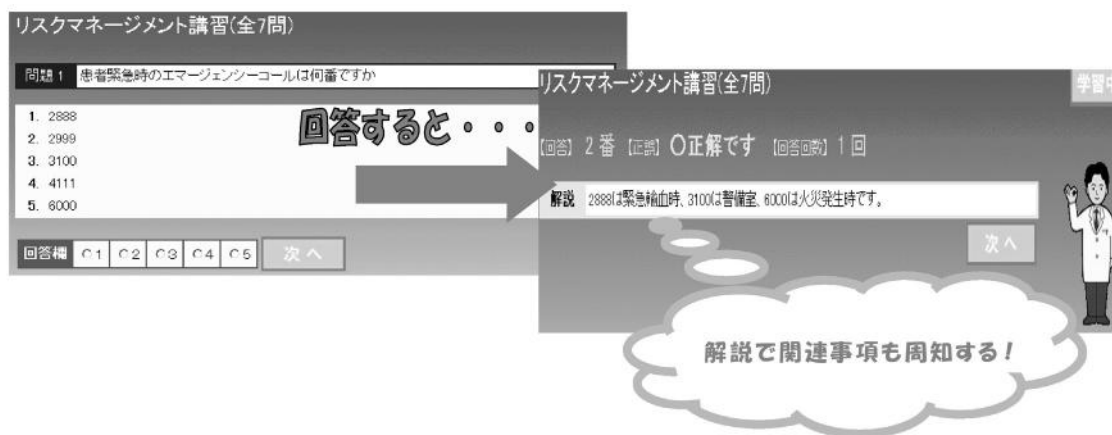 リスクマネージメント講習(全7問)
問題 1 患者緊急時のエマージェンシーコールは何番ですか
1. 2888
2. 2999
3. 3100
4. 4111
5. 6000
回答すると・・・
回答欄 1 2 3 4 5 次へ
リスクマネージメント講習(全7問)
学習中
【回答】 2 番 【正誤】 〇正解です 【回答回数】 1 回
解説 2888は緊急輸血時、3100は警備室、6000は火災発生時です。
次へ
解説で関連事項も周知する!